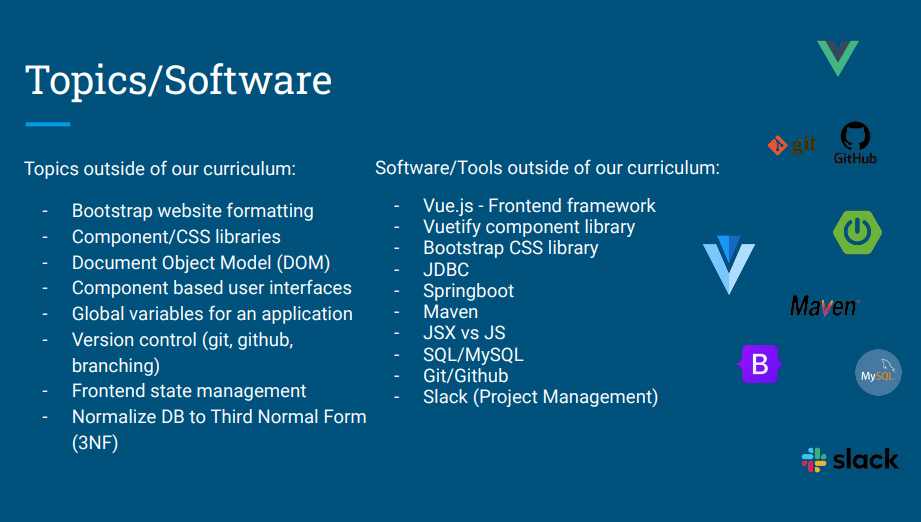 Topics/Software
Topics outside of our curriculum:
- Bootstrap website formatting
- Component/CSS libraries
- Document Object Model (DOM)
- Component based user interfaces
- Global variables for an application
- Version control (git, github,
branching)
- Frontend state management
- Normalize DB to Third Normal Form
(3NF)
Software/Tools outside of our curriculum:
- Vue.js - Frontend framework
- Vuetify component library
- Bootstrap CSS library
- JDBC
- Springboot
- Maven
- JSX vs JS
- SQL/MySQL
- Git/Github
- Slack (Project Management)
git
GitHub
Maven
B
MySQL
slack